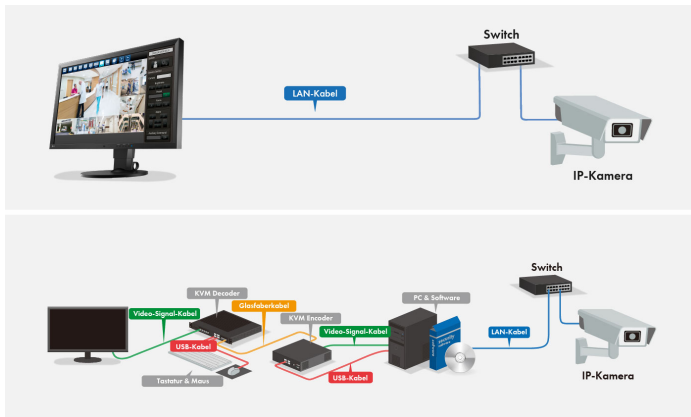 Switch
LAN-Kabel
IP-Kamera
Switch
KVM Decoder
PC & Software
Glasfaberkabel
Video-Signal-Kabel
KVM Encoder
Video-Signal-Kabel
LAN-Kabel
USB-Kabel
IP-Kamera
Tastatur & Maus
USB-Kabel